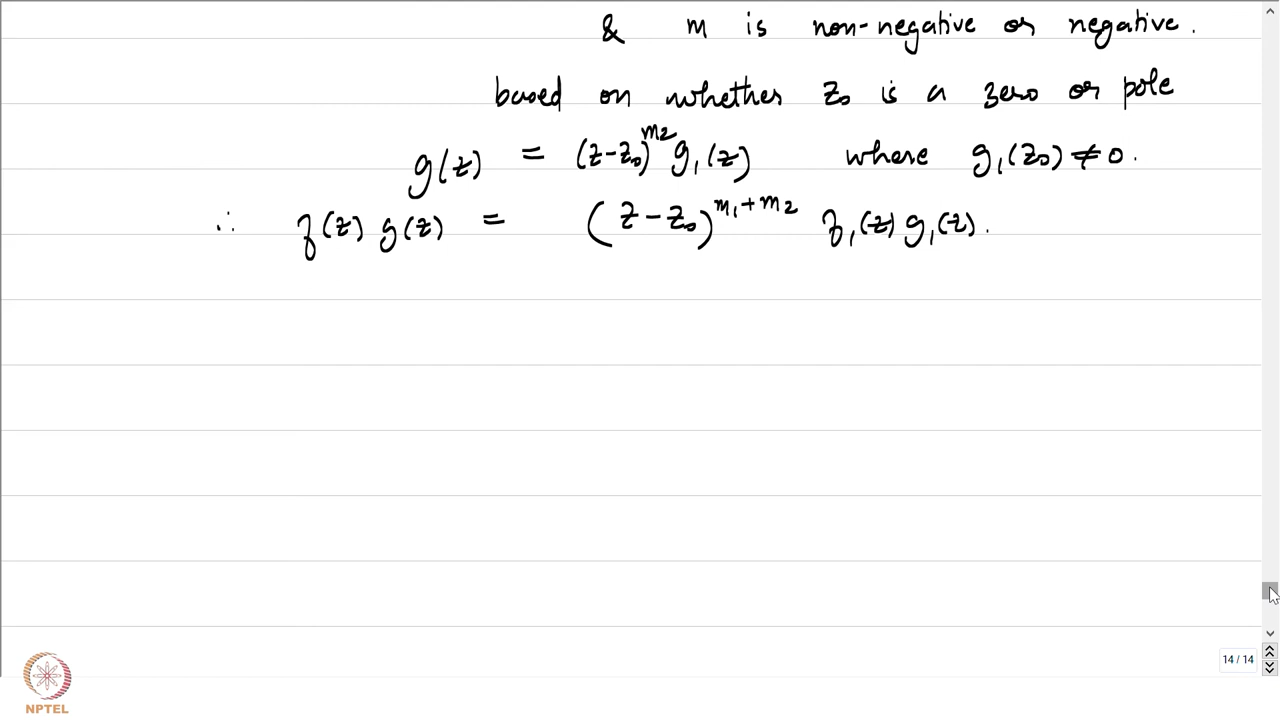 & m is non-negative or negative.
based on whether z₀ is a zero or pole
g(z) = (z-z₀)^{m₂} g₁(z) where g₁(z₀) ≠ 0.
∴ f(z) g(z) = (z-z₀)^{m₁+m₂} f₁(z) g₁(z).
14 / 14
NPTEL